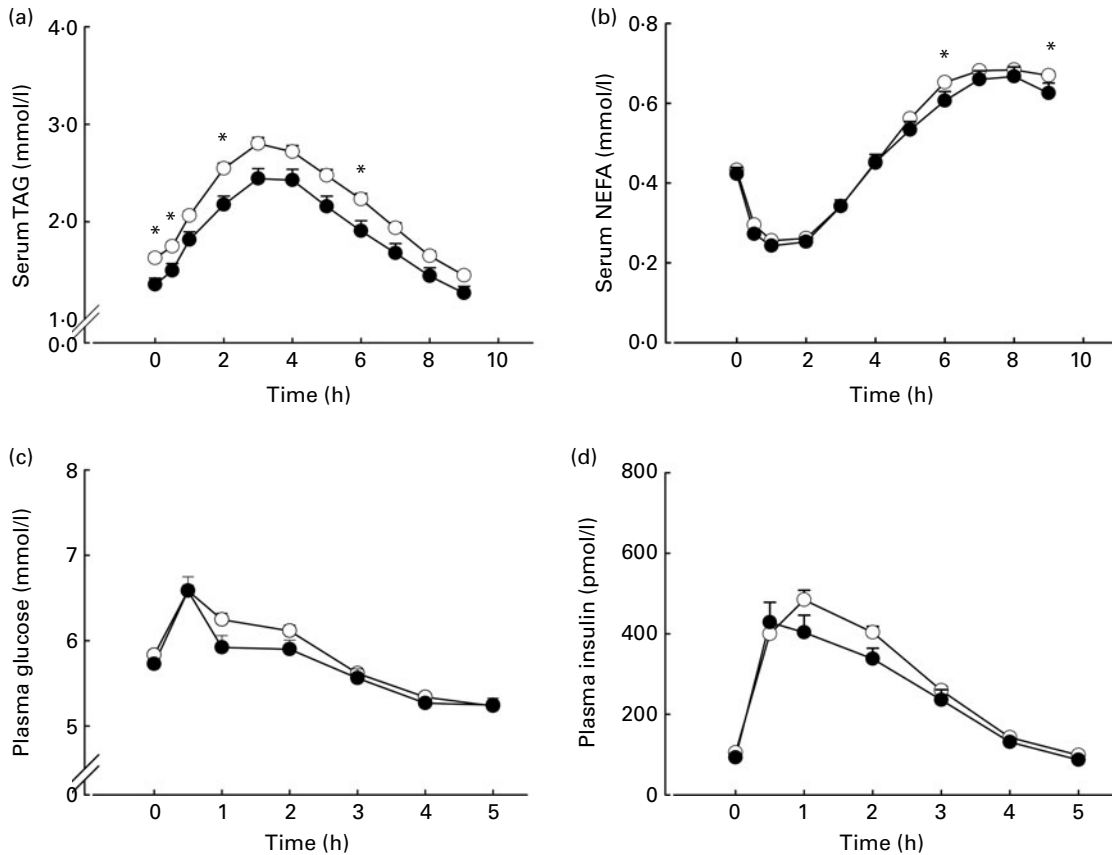 (a)
4·0
3·0
2·0
1·0
0·0
Serum TAG (mmol/l)
*
*
*
*
0 2 4 6 8 10
Time (h)
(b)
0·8
0·6
0·4
0·2
0·0
Serum NEFA (mmol/l)
*
*
0 2 4 6 8 10
Time (h)
(c)
8
7
6
5
0
Plasma glucose (mmol/l)
0 1 2 3 4 5
Time (h)
(d)
800
600
400
200
0
Plasma insulin (pmol/l)
0 1 2 3 4 5
Time (h)